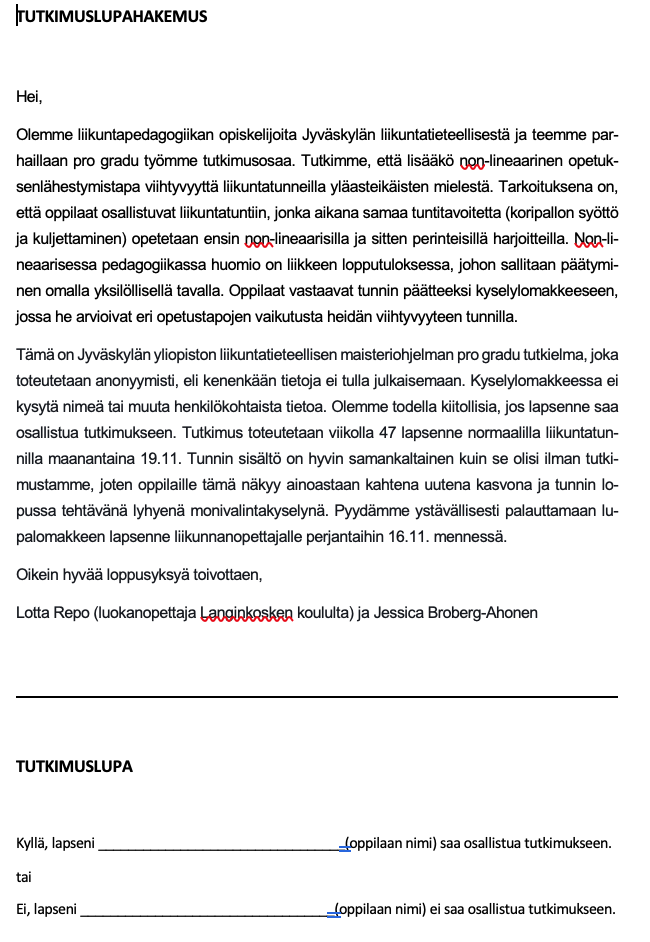 TUTKIMUSLUPAHAKEMUS
Hei,
Olemme liikuntapedagogiikan opiskelijoita Jyväskylän liikuntatieteellisestä ja teemme par-
haillaan pro gradu työmme tutkimusosaa. Tutkimme, että lisääkö non-lineaarinen opetuk-
senlähestymistapa viihtyvyyttä liikuntatunneilla yläasteikäisten mielestä. Tarkoituksena on,
että oppilaat osallistuvat liikuntatuntiin, jonka aikana samaa tuntitavoitetta (koripallon syöttö
ja kuljettaminen) opetetaan ensin non-lineaarisilla ja sitten perinteisillä harjoitteilla. Non-li-
neaarisessa pedagogiikassa huomio on liikkeen lopputuloksessa, johon sallitaan päätymi-
nen omalla yksilöllisellä tavalla. Oppilaat vastaavat tunnin päätteeksi kyselylomakkeeseen,
jossa he arvioivat eri opetustapojen vaikutusta heidän viihtyvyyteen tunnilla.
Tämä on Jyväskylän yliopiston liikuntatieteellisen maisteriohjelman pro gradu tutkielma, joka
toteutetaan anonyymisti, eli kenenkään tietoja ei tulla julkaisemaan. Kyselylomakkeessa ei
kysytä nimeä tai muuta henkilökohtaista tietoa. Olemme todella kiitollisia, jos lapsenne saa
osallistua tutkimukseen. Tutkimus toteutetaan viikolla 47 lapsenne normaalilla liikuntatun-
nilla maanantaina 19.11. Tunnin sisältö on hyvin samankaltainen kuin se olisi ilman tutki-
mustamme, joten oppilaille tämä näkyy ainoastaan kahtena uutena kasvona ja tunnin lo-
pussa tehtävänä lyhyenä monivalintakyselynä. Pyydämme ystävällisesti palauttamaan lu-
palomakkeen lapsenne liikunnanopettajalle perjantaihin 16.11. mennessä.
Oikein hyvää loppusyksyä toivottaen,
Lotta Repo (luokanopettaja Langinkosken koululta) ja Jessica Broberg-Ahonen
TUTKIMUSLUPA
Kyllä, lapseni ________________________________(oppilaan nimi) saa osallistua tutkimukseen.
tai
Ei, lapseni ________________________________(oppilaan nimi) ei saa osallistua tutkimukseen.